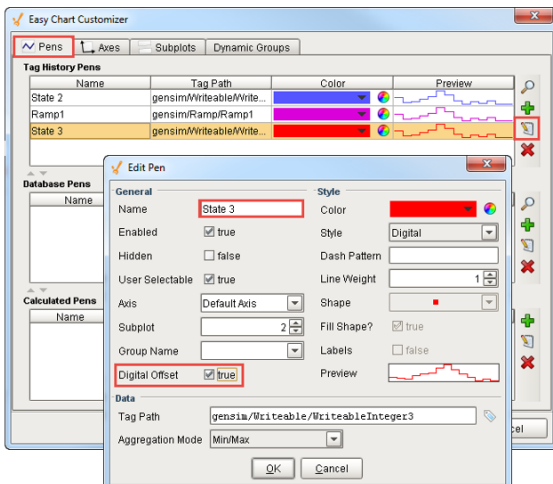 Easy Chart Customizer
Pens Axes Subplots Dynamic Groups
Tag History Pens
Name Tag Path Color Preview
State 2 gensim/Writeable/Write...
Ramp1 gensim/Ramp/Ramp1
State 3 gensim/Writeable/Write...
Edit Pen
Database Pens
Name
Calculated Pens
Name
General Style
Name State 3 Color
Enabled true Style Digital
Hidden false Dash Pattern
User Selectable true Line Weight 1
Axis Default Axis Shape
Subplot 2 Fill Shape? true
Group Name Labels false
Digital Offset true Preview
Data
Tag Path gensim/Writeable/WriteableInteger3
Aggregation Mode Min/Max
OK Cancel